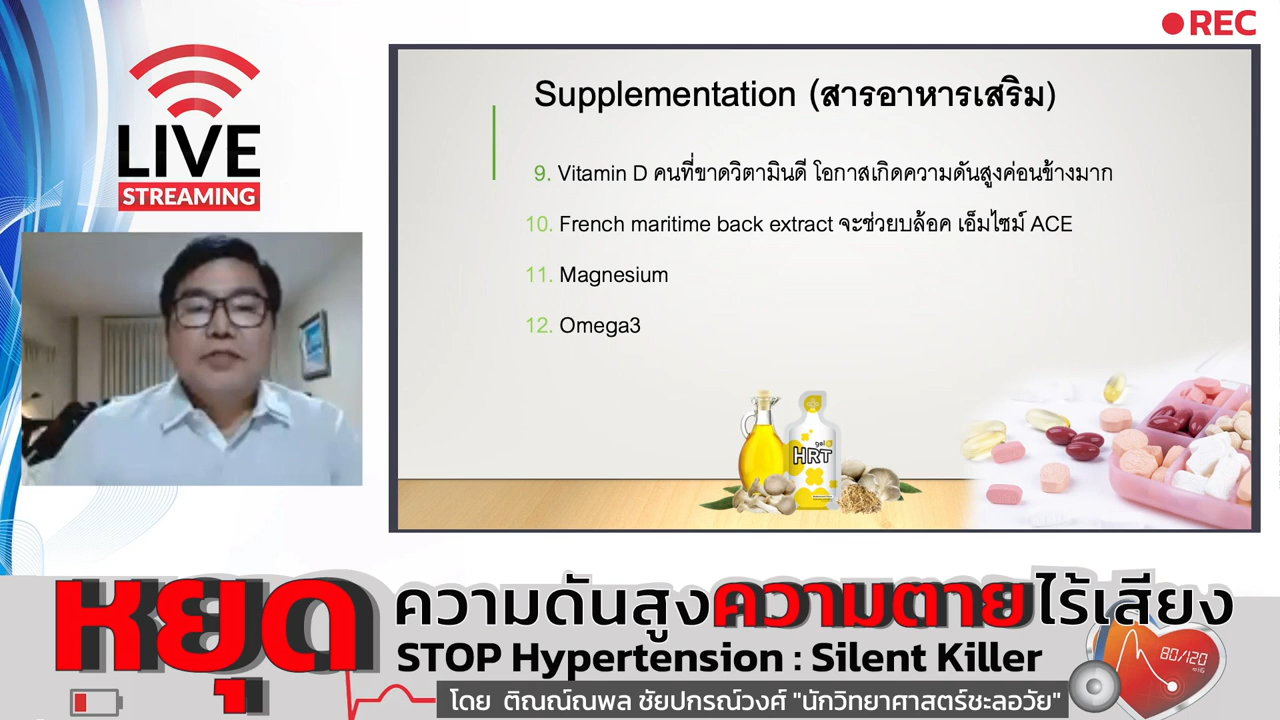 REC
LIVE
STREAMING
Supplementation (สารอาหารเสริม)
9. Vitamin D คนที่ขาดวิตามินดี โอกาสเกิดความดันสูงค่อนข้างมาก
10. French maritime back extract จะช่วยบล้อค เอ็มไซม์ ACE
11. Magnesium
12. Omega3
gel
HRT
หยุด
ความดันสูงความตายไร้เสียง
STOP Hypertension : Silent Killer
80/120
โดย ติณณ์ณพล ชัยปกรณ์วงศ์ "นักวิทยาศาสตร์ชะลอวัย"